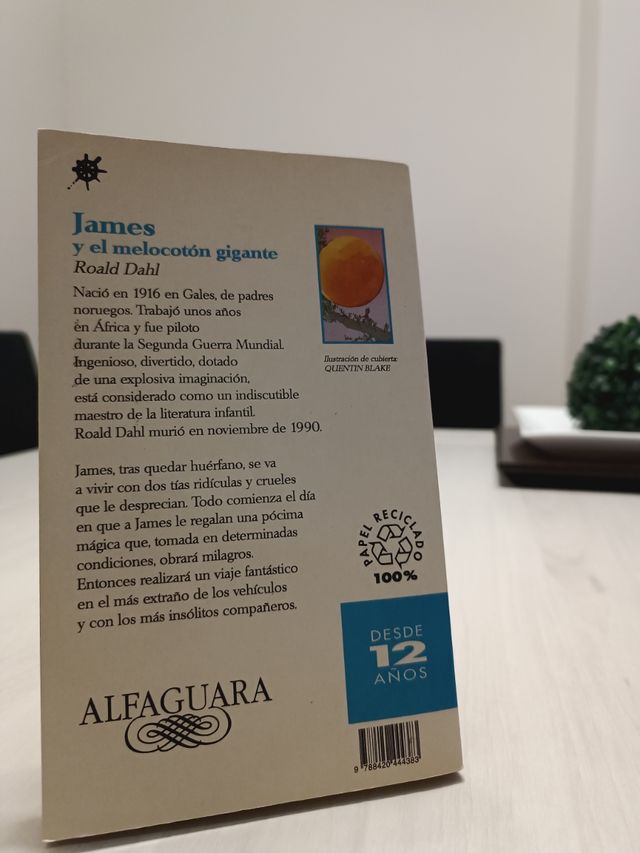 James
y el melocotón gigante
Roald Dahl
Nació en 1916 en Gales, de padres
noruegos. Trabajó unos años
en África y fue piloto
durante la Segunda Guerra Mundial.
Ingenioso, divertido, dotado
de una explosiva imaginación,
está considerado como un indiscutible
maestro de la literatura infantil.
Roald Dahl murió en noviembre de 1990.
Ilustración de cubierta:
QUENTIN BLAKE
James, tras quedar huérfano, se va
a vivir con dos tías ridículas y crueles
que le desprecian. Todo comienza el día
en que a James le regalan una pócima
mágica que, tomada en determinadas
condiciones, obrará milagros.
Entonces realizará un viaje fantástico
en el más extraño de los vehículos
y con los más insólitos compañeros.
PAPEL RECICLADO
100%
DESDE
12
AÑOS
ALFAGUARA
9 788420 444383